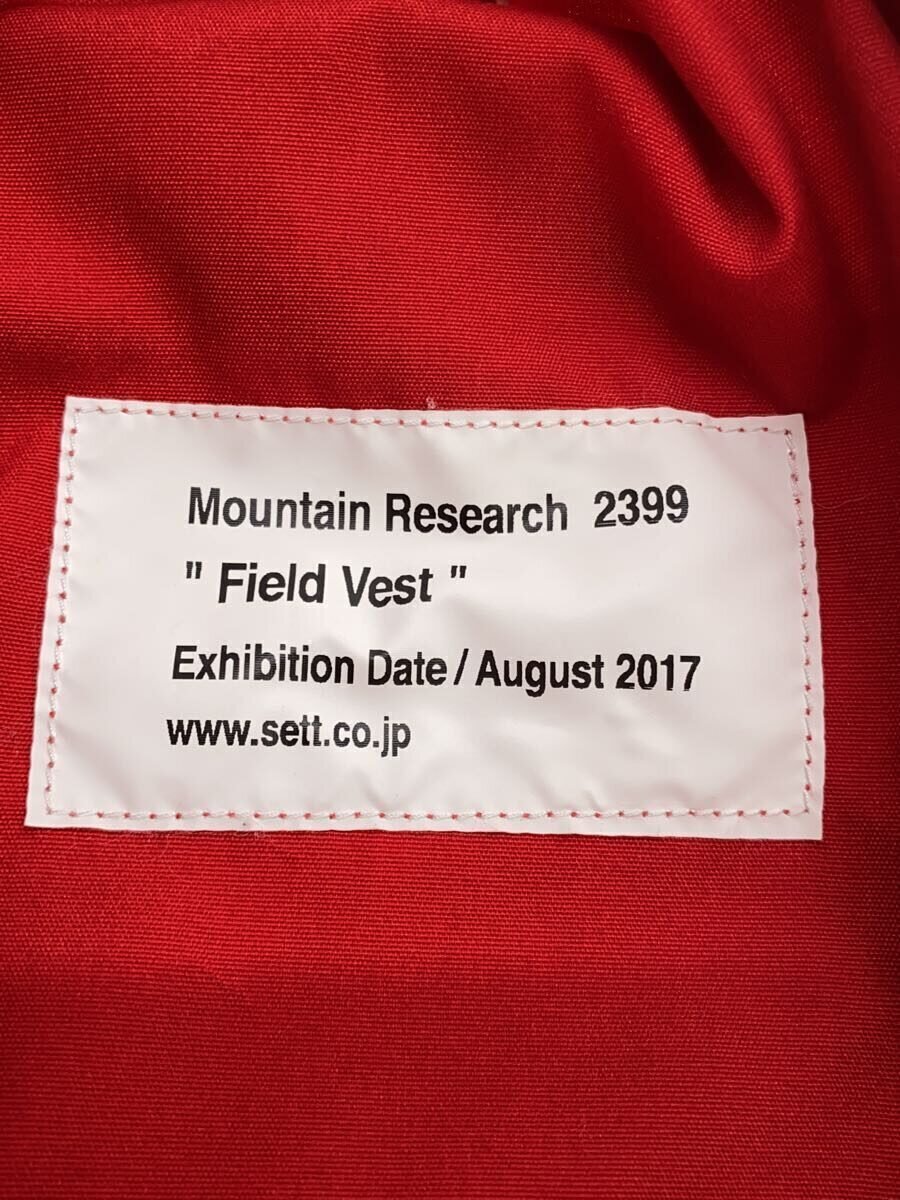 Mountain Research 2399
" Field Vest "
Exhibition Date / August 2017
www.sett.co.jp